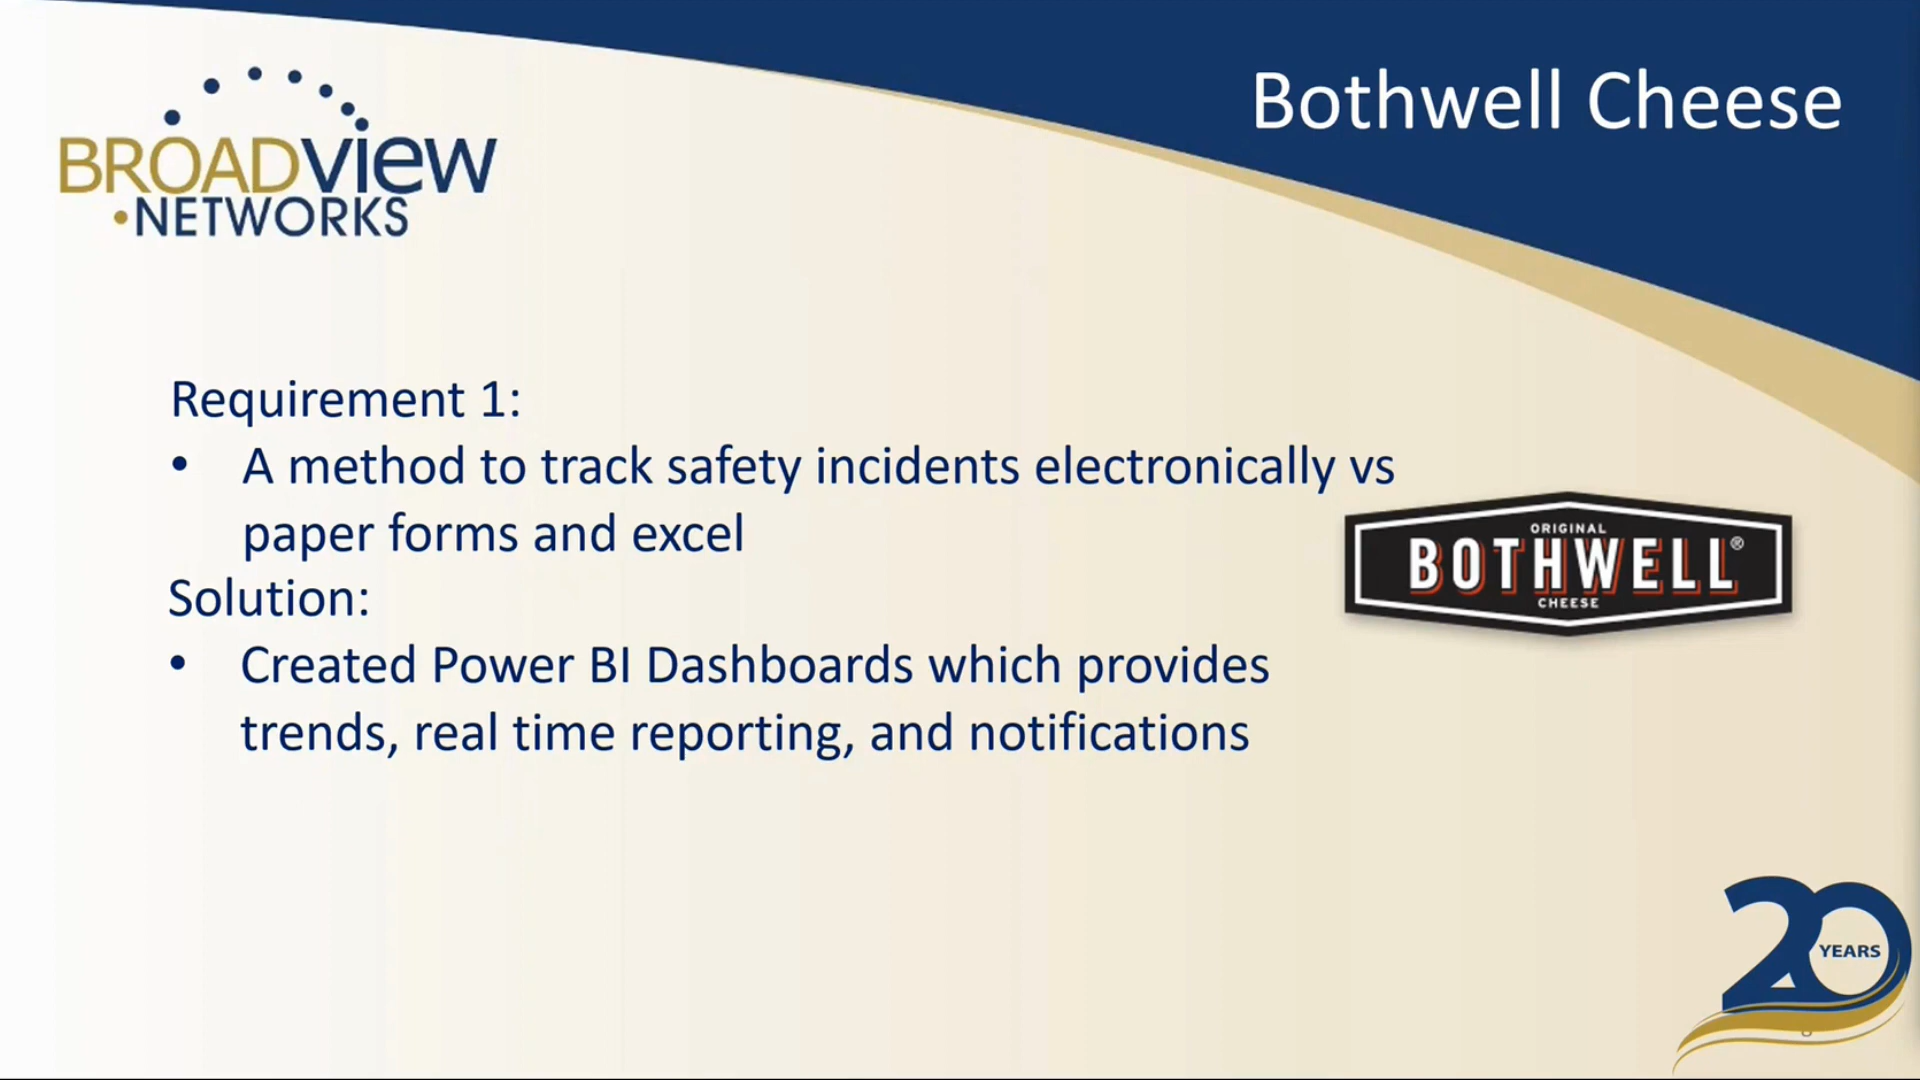 Bothwell Cheese
BROADVIEW
NETWORKS
Requirement 1:
• A method to track safety incidents electronically vs
paper forms and excel
Solution:
• Created Power BI Dashboards which provides
trends, real time reporting, and notifications
ORIGINAL
BOTHWELL®
CHEESE
20
YEARS